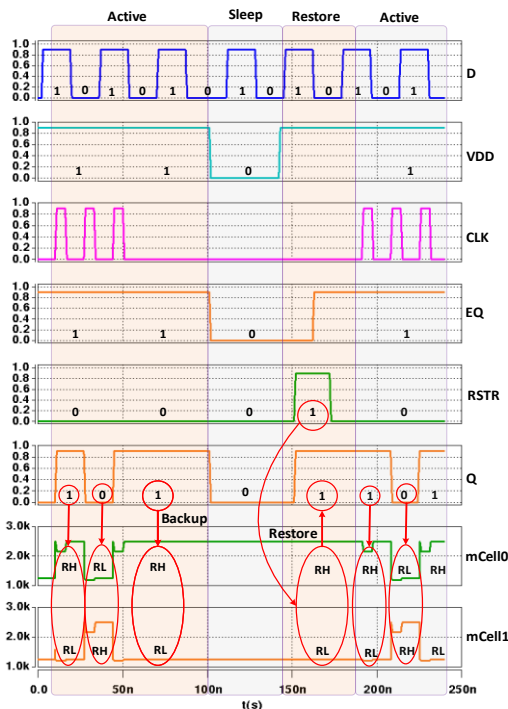 Active Sleep Restore Active
1.0
0.8
0.6
0.4
0.2
0.0
1 0 1 0 1 0 1 0 1 0 1 0 1
D
1.0
0.8
0.6
0.4
0.2
0.0
1 1 0 1
VDD
1.0
0.8
0.6
0.4
0.2
0.0
CLK
1.0
0.8
0.6
0.4
0.2
0.0
1 1 0 1
EQ
1.0
0.8
0.6
0.4
0.2
0.0
0 0 0 1 0
RSTR
1.0
0.8
0.6
0.4
0.2
0.0
1 0 1 0 1 1 0 1
Q
Backup
Restore
3.0k
2.0k
1.0k
RH RL RH RH RH RL RH
mCell0
3.0k
2.0k
1.0k
RL RH RL RL RL RH RL
mCell1
0.0 50n 100n 150n 200n 250n
t(s)